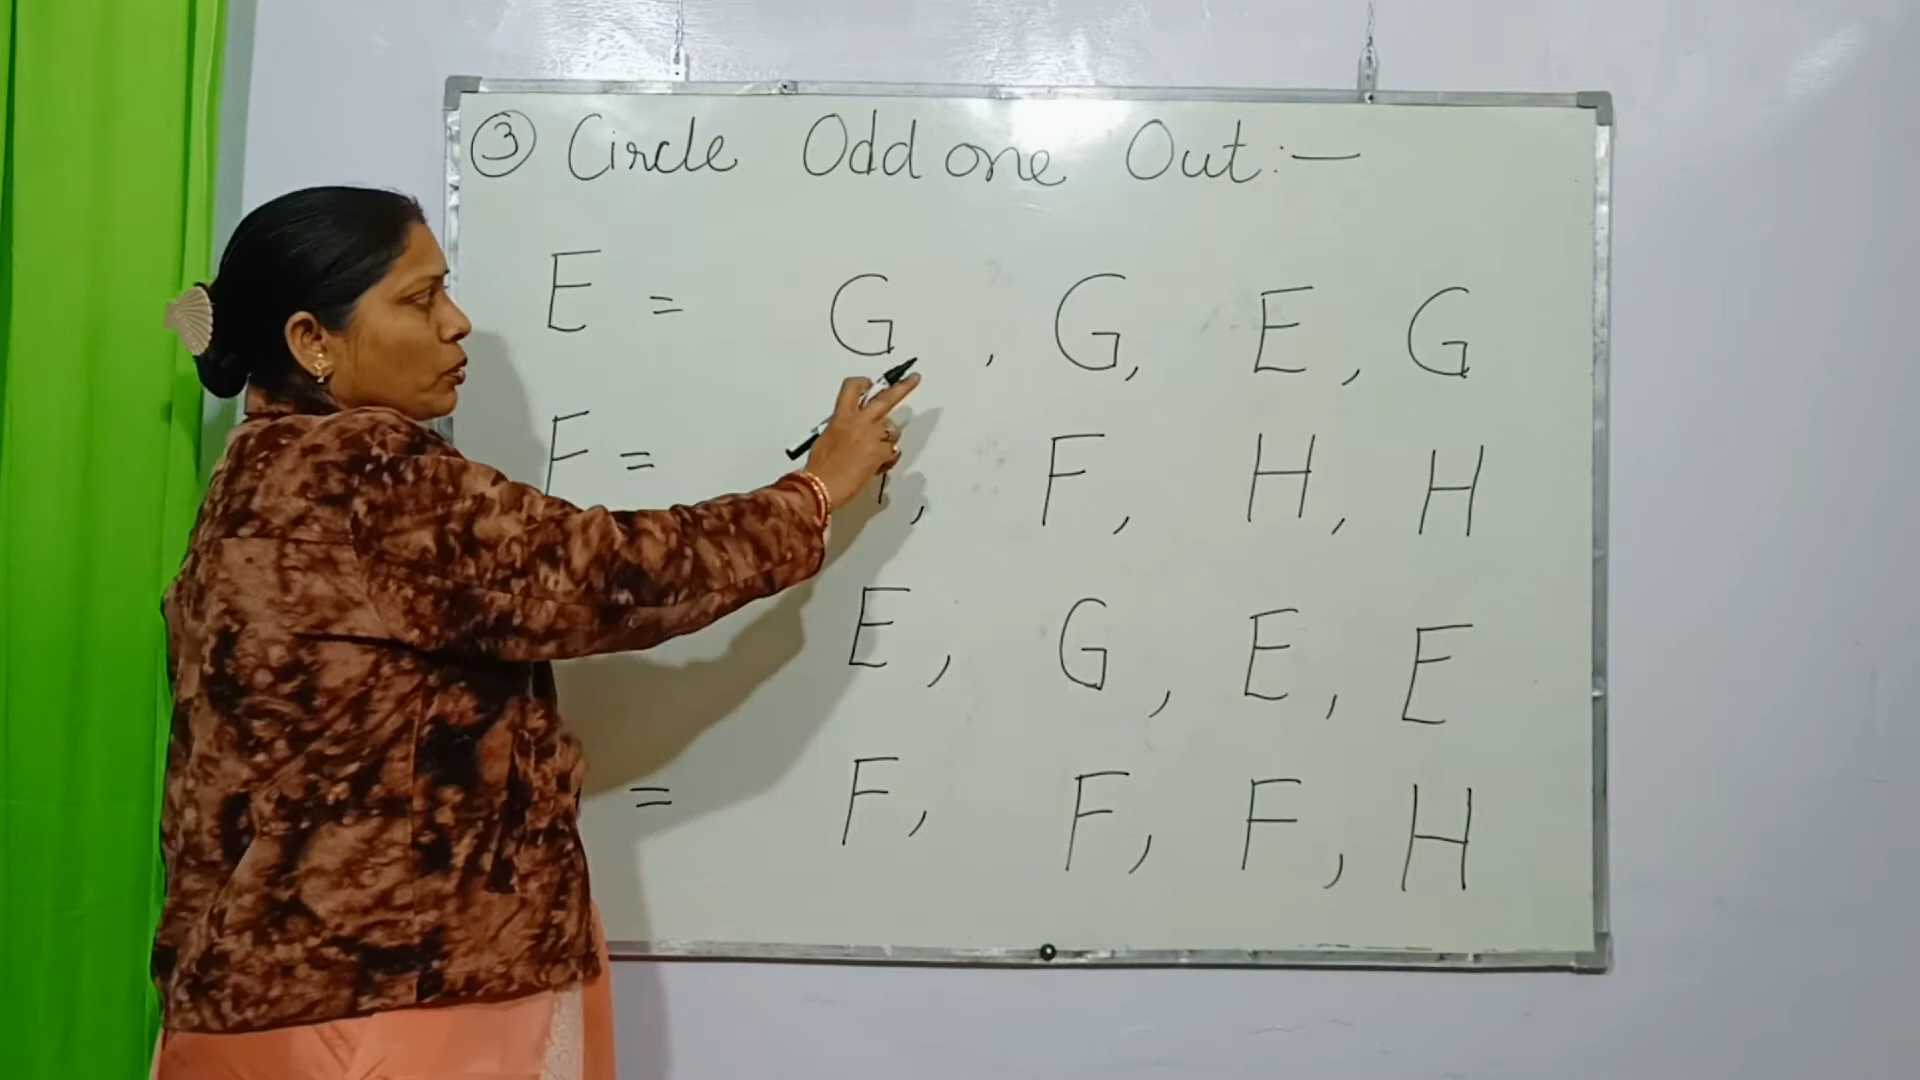 ③ Circle Odd one Out :—
E = G , G, E , G
F = , F , H , H
E , G , E , E
= F , F , F , H